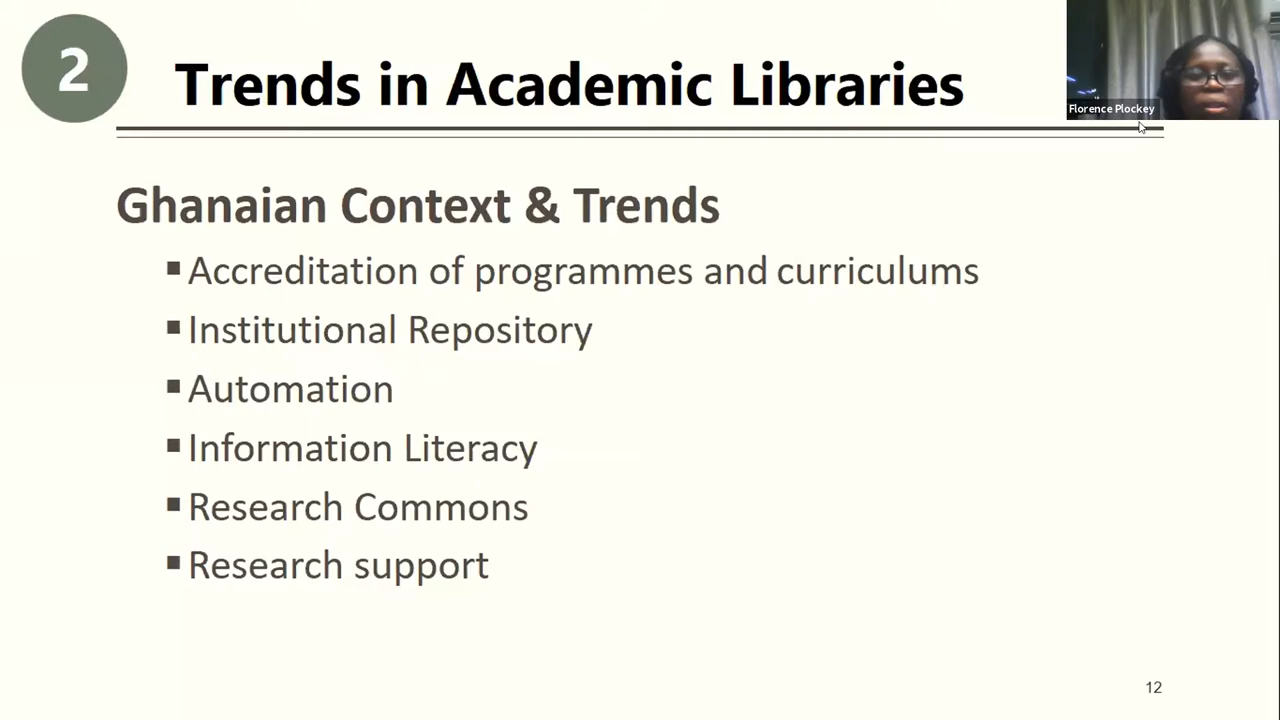 2
Trends in Academic Libraries
Florence Plockey
Ghanaian Context & Trends
▪Accreditation of programmes and curriculums
▪Institutional Repository
▪Automation
▪Information Literacy
▪Research Commons
▪Research support
12